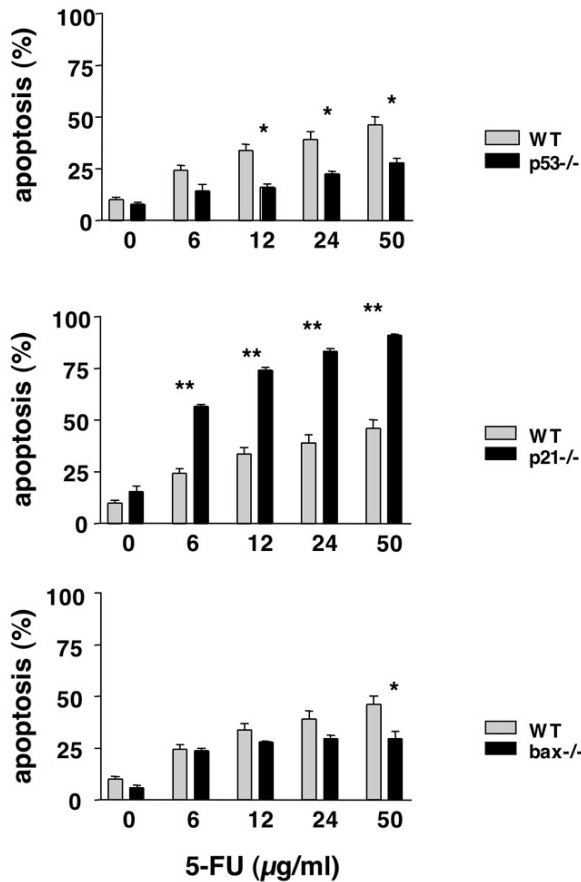 apoptosis (%)
100
75
50
25
0
* * *
0 6 12 24 50
WT
p53-/-
apoptosis (%)
100
75
50
25
0
** ** ** **
0 6 12 24 50
WT
p21-/-
apoptosis (%)
100
75
50
25
0
*
0 6 12 24 50
WT
bax-/-
5-FU (µg/ml)